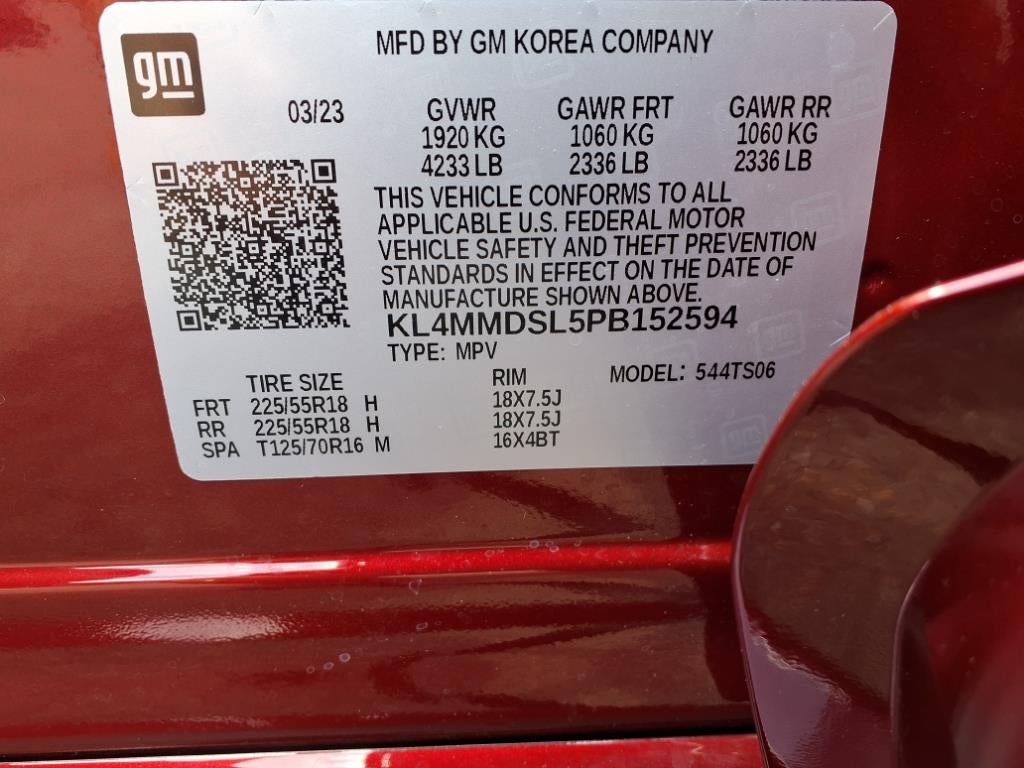 gm
MFD BY GM KOREA COMPANY
03/23 GVWR GAWR FRT GAWR RR
1920 KG 1060 KG 1060 KG
4233 LB 2336 LB 2336 LB
THIS VEHICLE CONFORMS TO ALL
APPLICABLE U.S. FEDERAL MOTOR
VEHICLE SAFETY AND THEFT PREVENTION
STANDARDS IN EFFECT ON THE DATE OF
MANUFACTURE SHOWN ABOVE.
KL4MMDSL5PB152594
TYPE: MPV
MODEL: 544TS06
TIRE SIZE RIM
FRT 225/55R18 H 18X7.5J
RR 225/55R18 H 18X7.5J
SPA T125/70R16 M 16X4BT